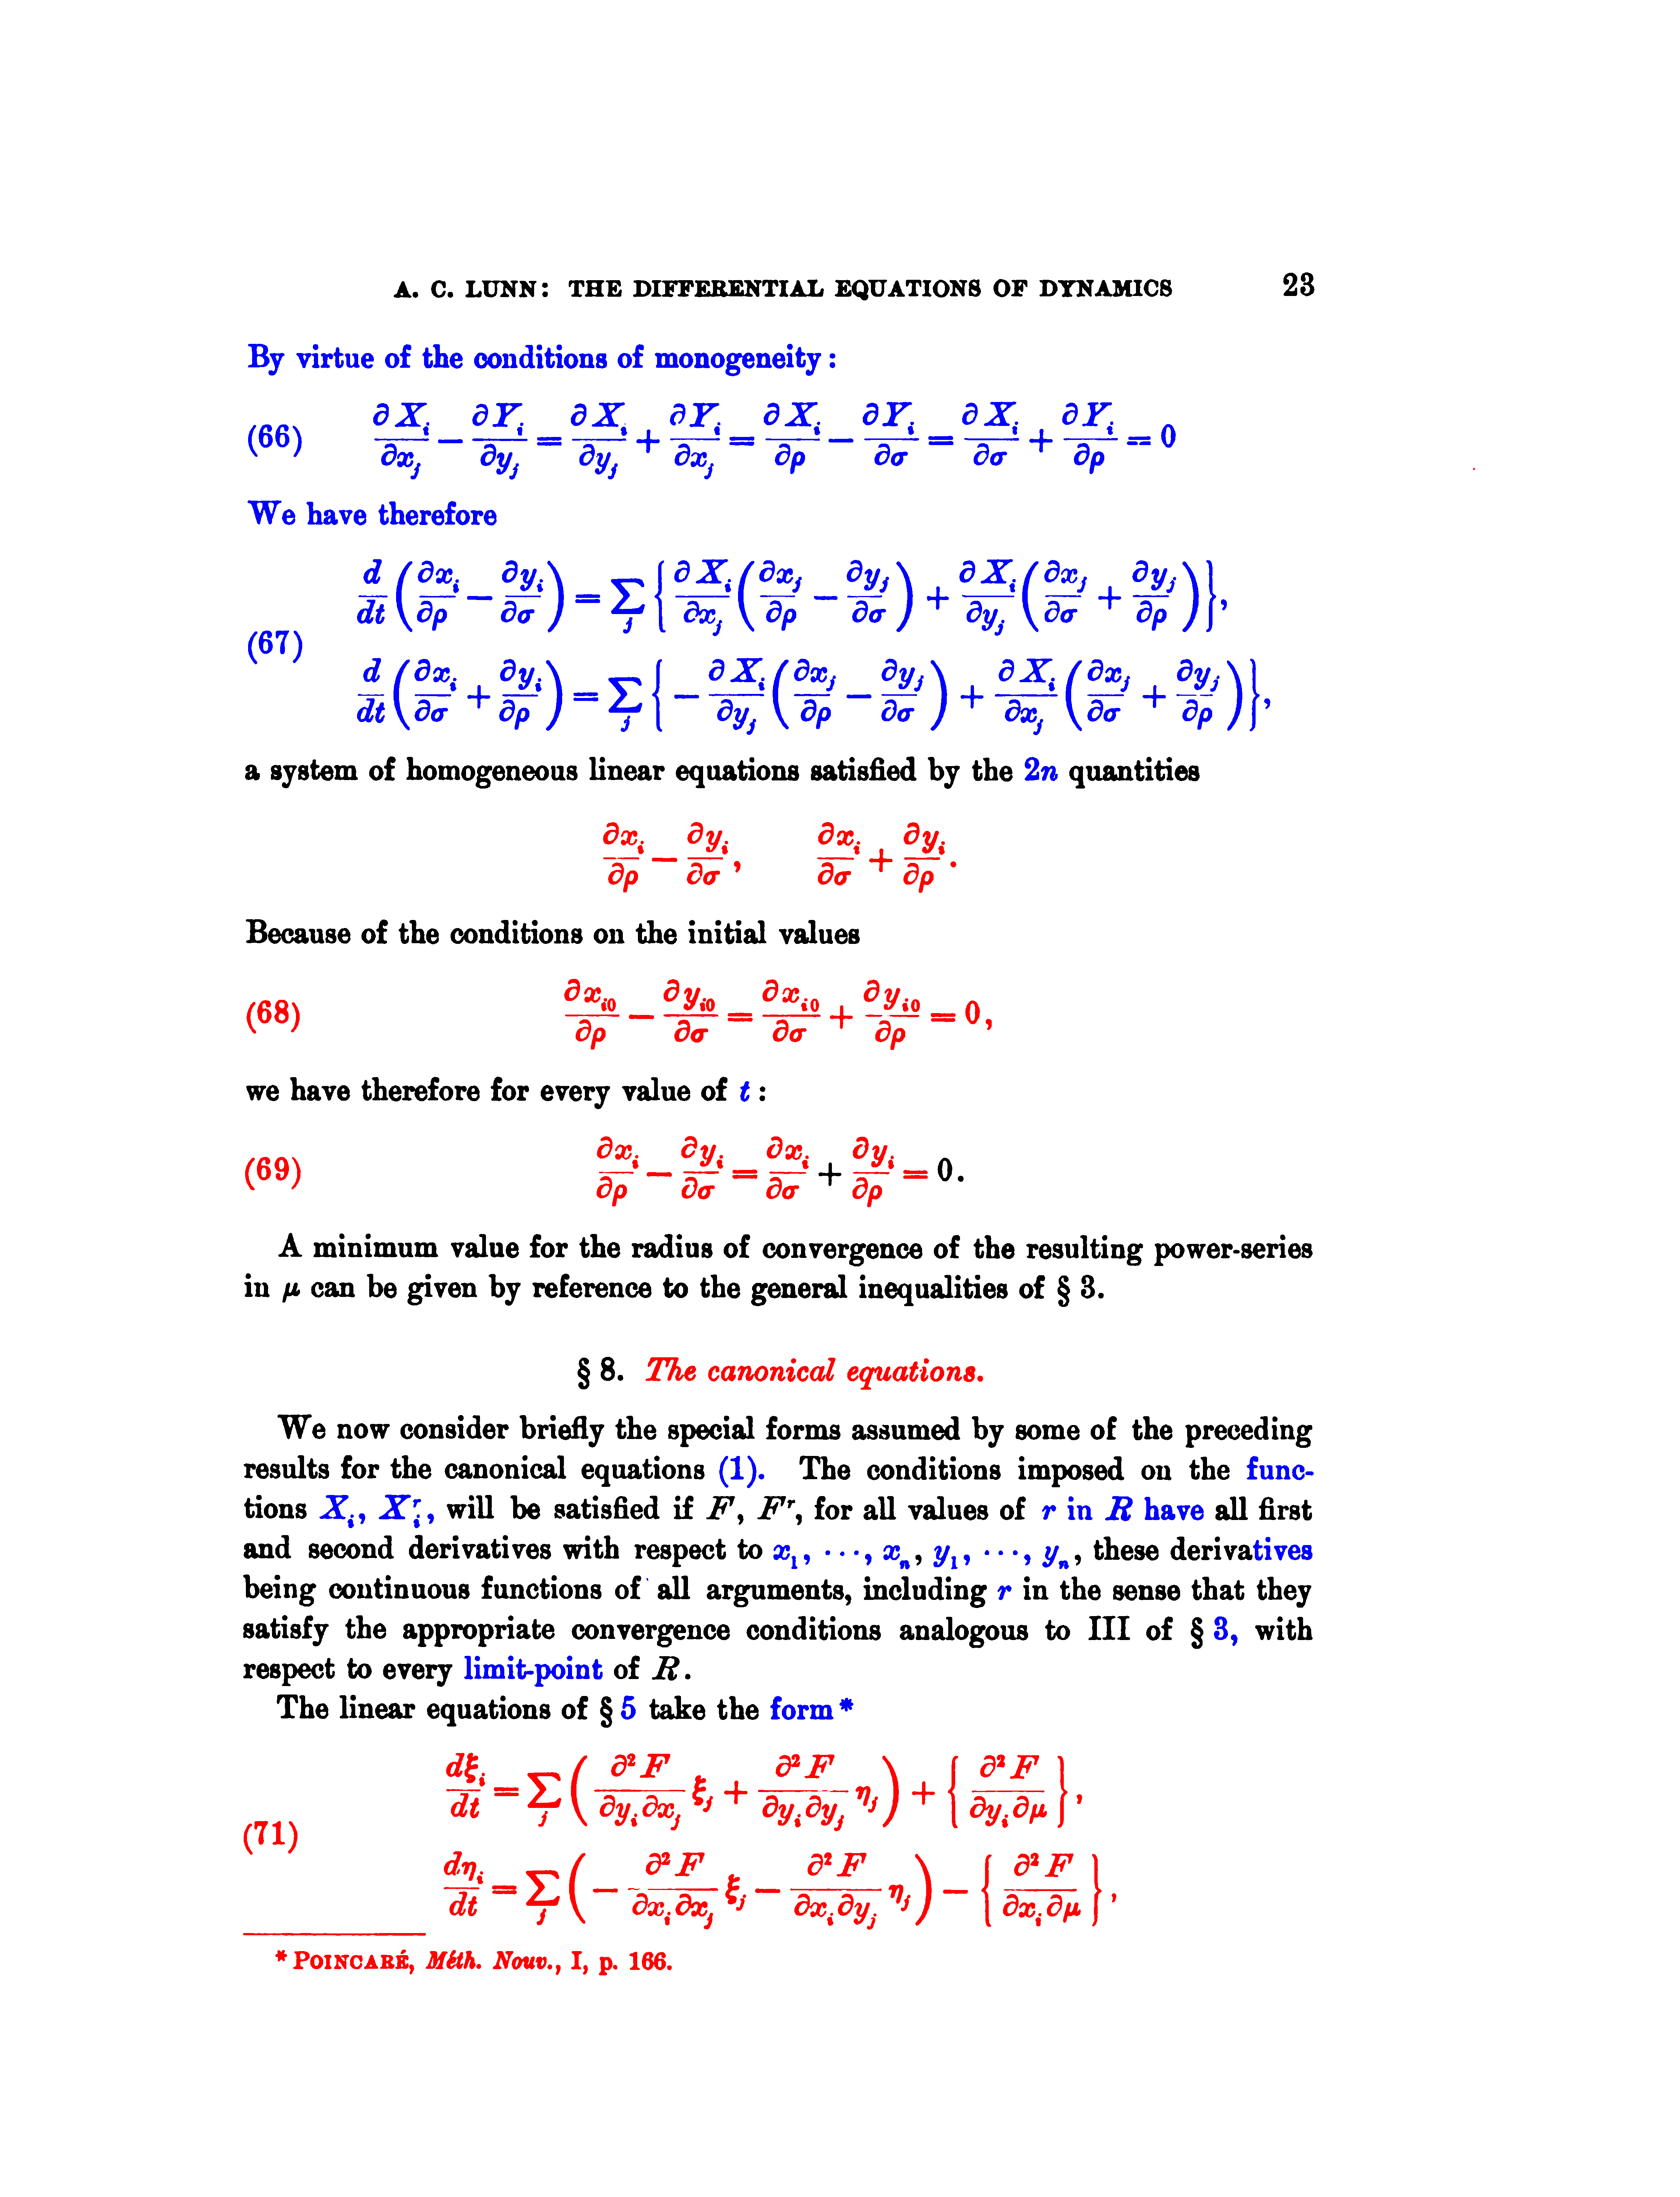 A. C. LUNN: THE DIFFERENTIAL EQUATIONS OF DYNAMICS 23
By virtue of the conditions of monogeneity:
(66) $\frac{\partial X_i}{\partial x_j} - \frac{\partial Y_i}{\partial y_j} = \frac{\partial X_i}{\partial y_j} + \frac{\partial Y_i}{\partial x_j} = \frac{\partial X_i}{\partial \rho} - \frac{\partial Y_i}{\partial \sigma} = \frac{\partial X_i}{\partial \sigma} + \frac{\partial Y_i}{\partial \rho} = 0$
We have therefore
$\frac{d}{dt}\left(\frac{\partial x_i}{\partial \rho} - \frac{\partial y_i}{\partial \sigma}\right) = \sum_j \left\{ \frac{\partial X_i}{\partial x_j}\left(\frac{\partial x_j}{\partial \rho} - \frac{\partial y_j}{\partial \sigma}\right) + \frac{\partial X_i}{\partial y_j}\left(\frac{\partial x_j}{\partial \sigma} + \frac{\partial y_j}{\partial \rho}\right)\right\},$
(67)
$\frac{d}{dt}\left(\frac{\partial x_i}{\partial \sigma} + \frac{\partial y_i}{\partial \rho}\right) = \sum_j \left\{ -\frac{\partial X_i}{\partial y_j}\left(\frac{\partial x_j}{\partial \rho} - \frac{\partial y_j}{\partial \sigma}\right) + \frac{\partial X_i}{\partial x_j}\left(\frac{\partial x_j}{\partial \sigma} + \frac{\partial y_j}{\partial \rho}\right)\right\},$
a system of homogeneous linear equations satisfied by the 2n quantities
$\frac{\partial x_i}{\partial \rho} - \frac{\partial y_i}{\partial \sigma}, \quad \frac{\partial x_i}{\partial \sigma} + \frac{\partial y_i}{\partial \rho}.$
Because of the conditions on the initial values
(68) $\frac{\partial x_{i0}}{\partial \rho} - \frac{\partial y_{i0}}{\partial \sigma} = \frac{\partial x_{i0}}{\partial \sigma} + \frac{\partial y_{i0}}{\partial \rho} = 0,$
we have therefore for every value of t:
(69) $\frac{\partial x_i}{\partial \rho} - \frac{\partial y_i}{\partial \sigma} = \frac{\partial x_i}{\partial \sigma} + \frac{\partial y_i}{\partial \rho} = 0.$
A minimum value for the radius of convergence of the resulting power-series
in μ can be given by reference to the general inequalities of § 3.
§ 8. The canonical equations.
We now consider briefly the special forms assumed by some of the preceding
results for the canonical equations (1). The conditions imposed on the func-
tions $X_i$, $X_i^r$, will be satisfied if $F$, $F^r$, for all values of r in R have all first
and second derivatives with respect to $x_1, \cdots, x_n, y_1, \cdots, y_n$, these derivatives
being continuous functions of all arguments, including r in the sense that they
satisfy the appropriate convergence conditions analogous to III of § 3, with
respect to every limit-point of R.
The linear equations of § 5 take the form*
$\frac{d\xi_i}{dt} = \sum_j \left( \frac{\partial^2 F}{\partial y_i \partial x_j} \xi_j + \frac{\partial^2 F}{\partial y_i \partial y_j} \eta_j \right) + \left\{ \frac{\partial^2 F}{\partial y_i \partial \mu} \right\},$
(71)
$\frac{d\eta_i}{dt} = \sum_j \left( -\frac{\partial^2 F}{\partial x_i \partial x_j} \xi_j - \frac{\partial^2 F}{\partial x_i \partial y_j} \eta_j \right) - \left\{ \frac{\partial^2 F}{\partial x_i \partial \mu} \right\},$
* POINCARÉ, Méth. Nouv., I, p. 166.